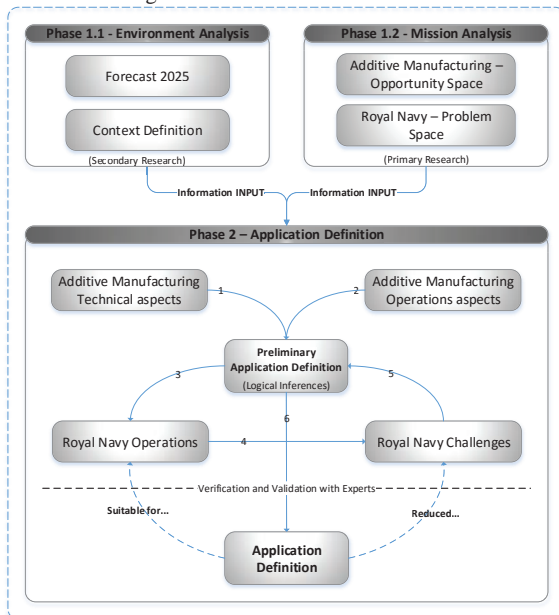 Phase 1.1 - Environment Analysis
Forecast 2025
Context Definition
(Secondary Research)
Phase 1.2 - Mission Analysis
Additive Manufacturing –
Opportunity Space
Royal Navy – Problem
Space
(Primary Research)
Information INPUT
Information INPUT
Phase 2 – Application Definition
Additive Manufacturing
Technical aspects
1
2
Additive Manufacturing
Operations aspects
Preliminary
Application Definition
(Logical Inferences)
3
5
6
Royal Navy Operations
4
Royal Navy Challenges
Verification and Validation with Experts
Suitable for...
Reduced...
Application
Definition